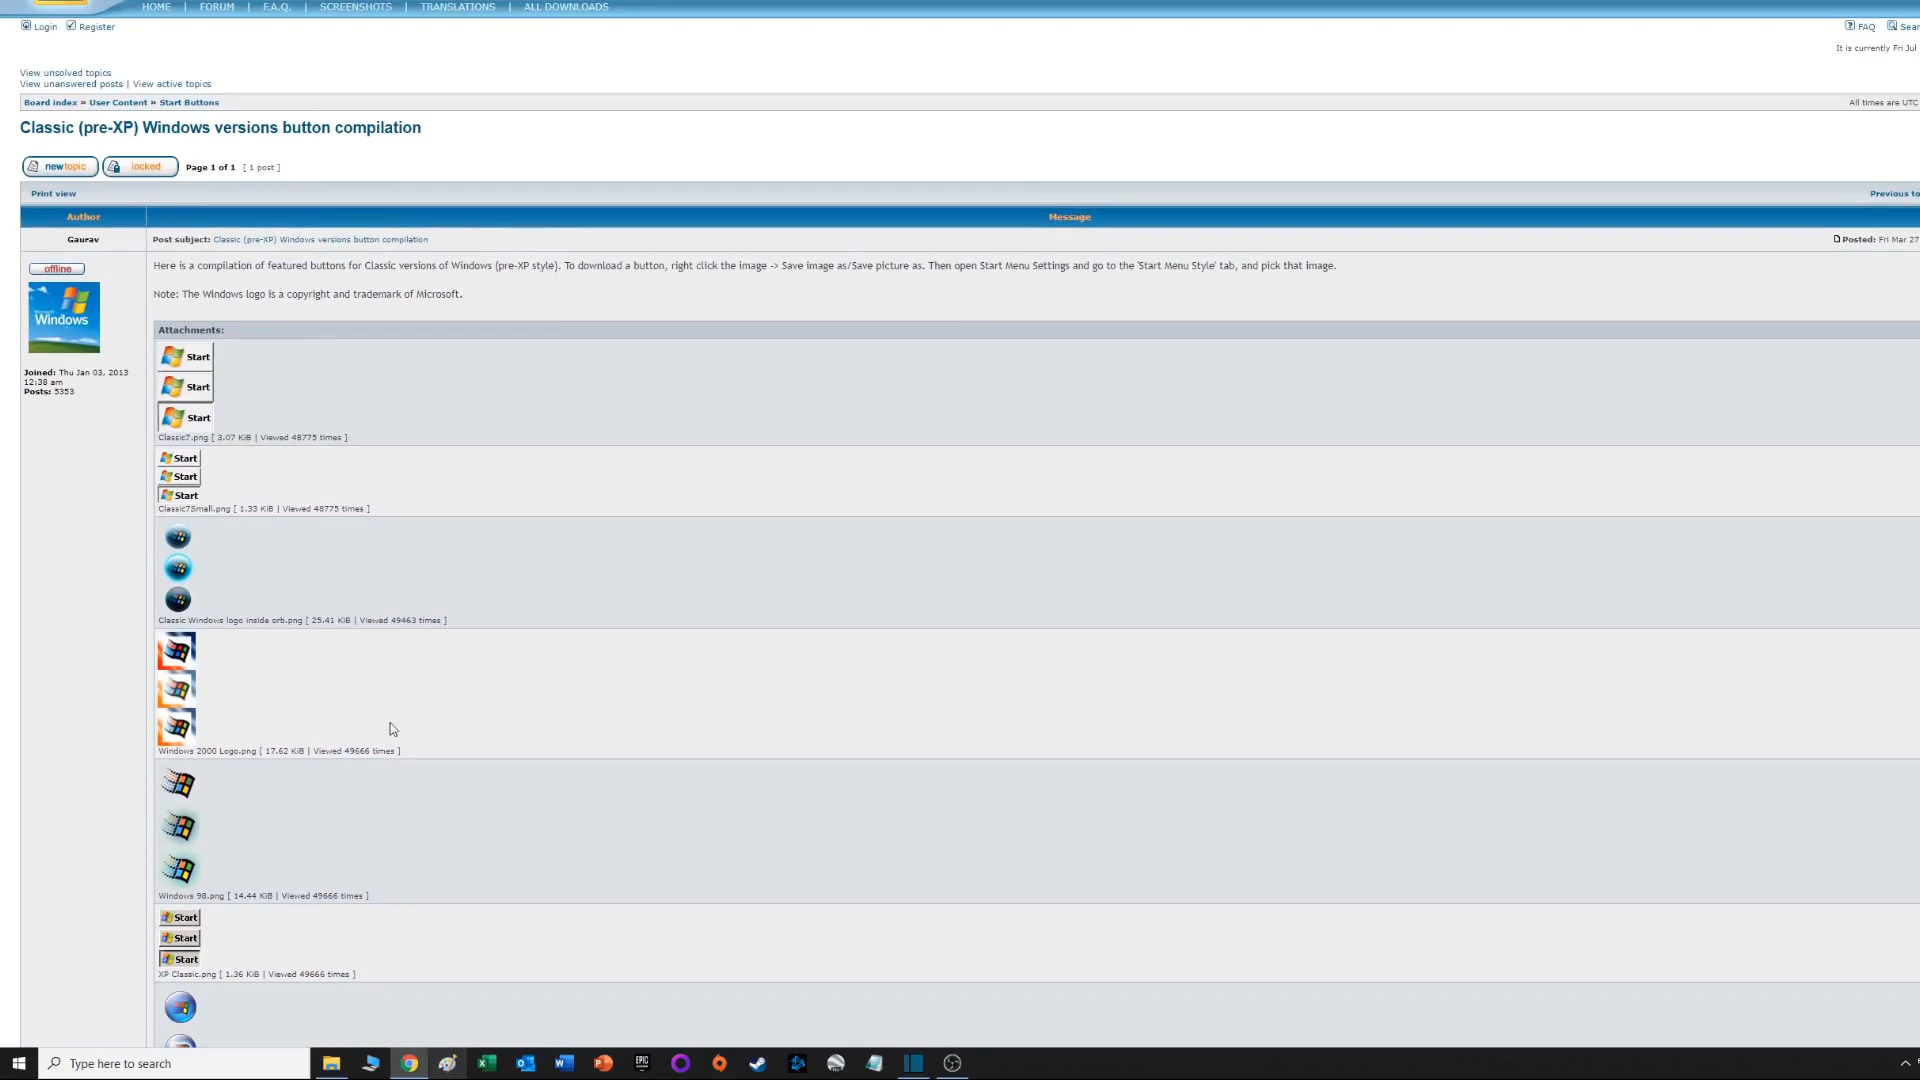 HOME | FORUM | F.A.Q. | SCREENSHOTS | TRANSLATIONS | ALL DOWNLOADS
Login Register FAQ
It is currently Fri Jul
View unsolved topics
View unanswered posts | View active topics
Board index » User Content » Start Buttons All times are UTC
Classic (pre-XP) Windows versions button compilation
newtopic locked Page 1 of 1 [ 1 post ]
Print view Previous
Author Message
Gaurav Post subject: Classic (pre-XP) Windows versions button compilation Posted: Fri Mar 27
offline
Here is a compilation of featured buttons for Classic versions of Windows (pre-XP style). To download a button, right click the image -> Save image as/Save picture as. Then open Start Menu Settings and go to the 'Start Menu Style' tab, and pick that image.
Note: The Windows logo is a copyright and trademark of Microsoft.
Windows
Joined: Thu Jan 03, 2013
12:38 am
Posts: 5353
Attachments:
Start
Start
Start
Classic7.png [ 3.07 KiB | Viewed 48775 times ]
Start
Start
Start
Classic7Small.png [ 1.33 KiB | Viewed 48775 times ]
Classic Windows logo inside orb.png [ 25.41 KiB | Viewed 49463 times ]
Windows 2000 Logo.png [ 17.62 KiB | Viewed 49666 times ]
Windows 98.png [ 14.44 KiB | Viewed 49666 times ]
Start
Start
Start
XP Classic.png [ 1.36 KiB | Viewed 49666 times ]
Type here to search
EPIC